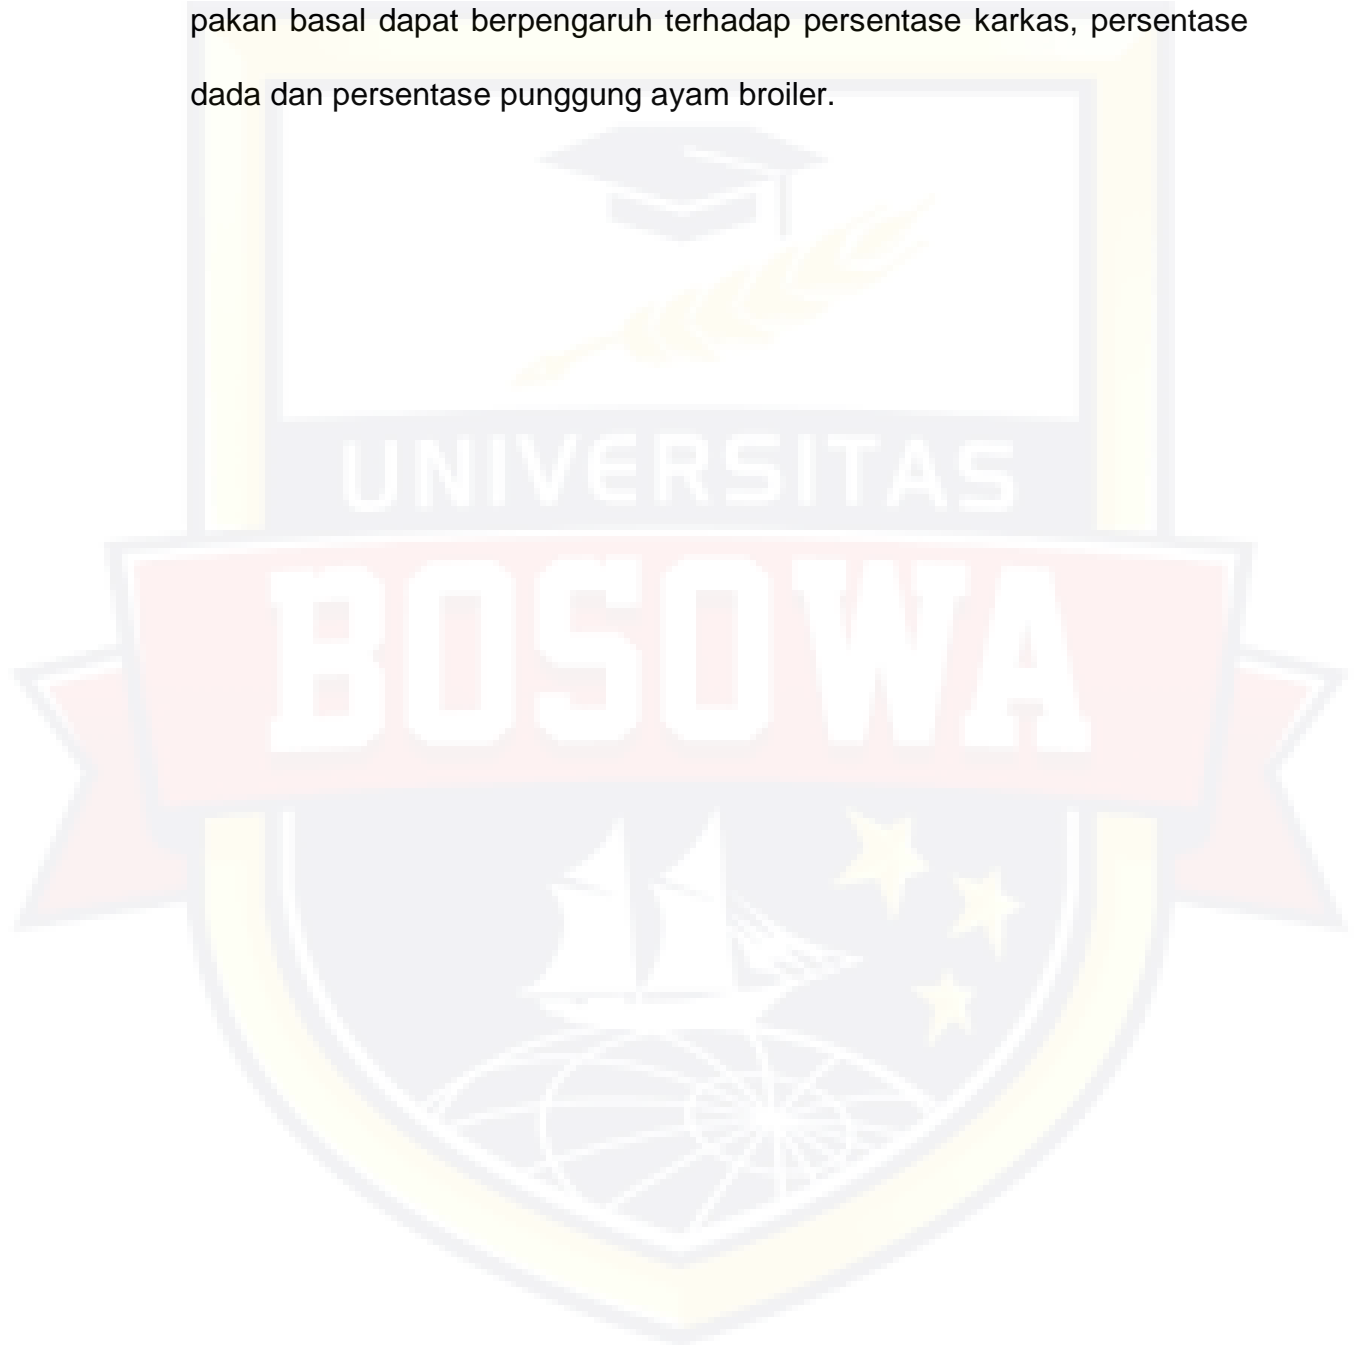 pakan basal dapat berpengaruh terhadap persentase karkas, persentase
dada dan persentase punggung ayam broiler.
UNIVERSITAS
BOSOWA